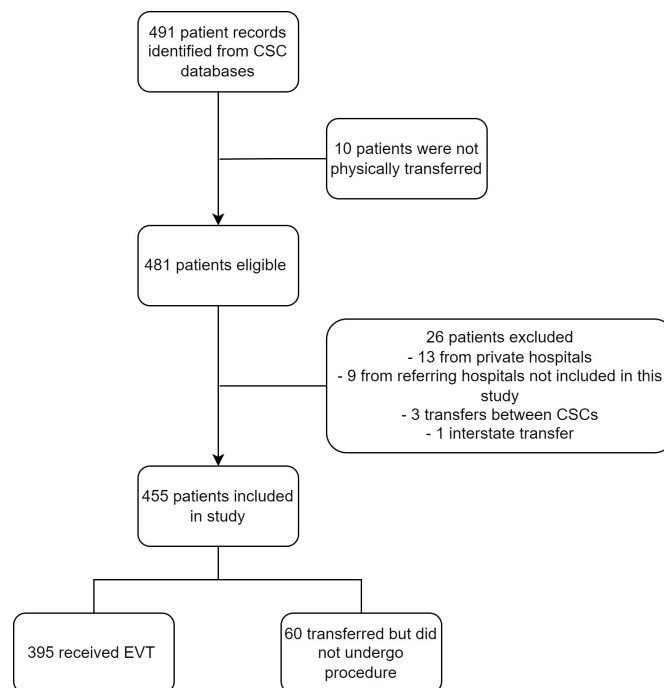 491 patient records
identified from CSC
databases
10 patients were not
physically transferred
481 patients eligible
26 patients excluded
- 13 from private hospitals
- 9 from referring hospitals not included in this
study
- 3 transfers between CSCs
- 1 interstate transfer
455 patients included
in study
395 received EVT
60 transferred but did
not undergo
procedure